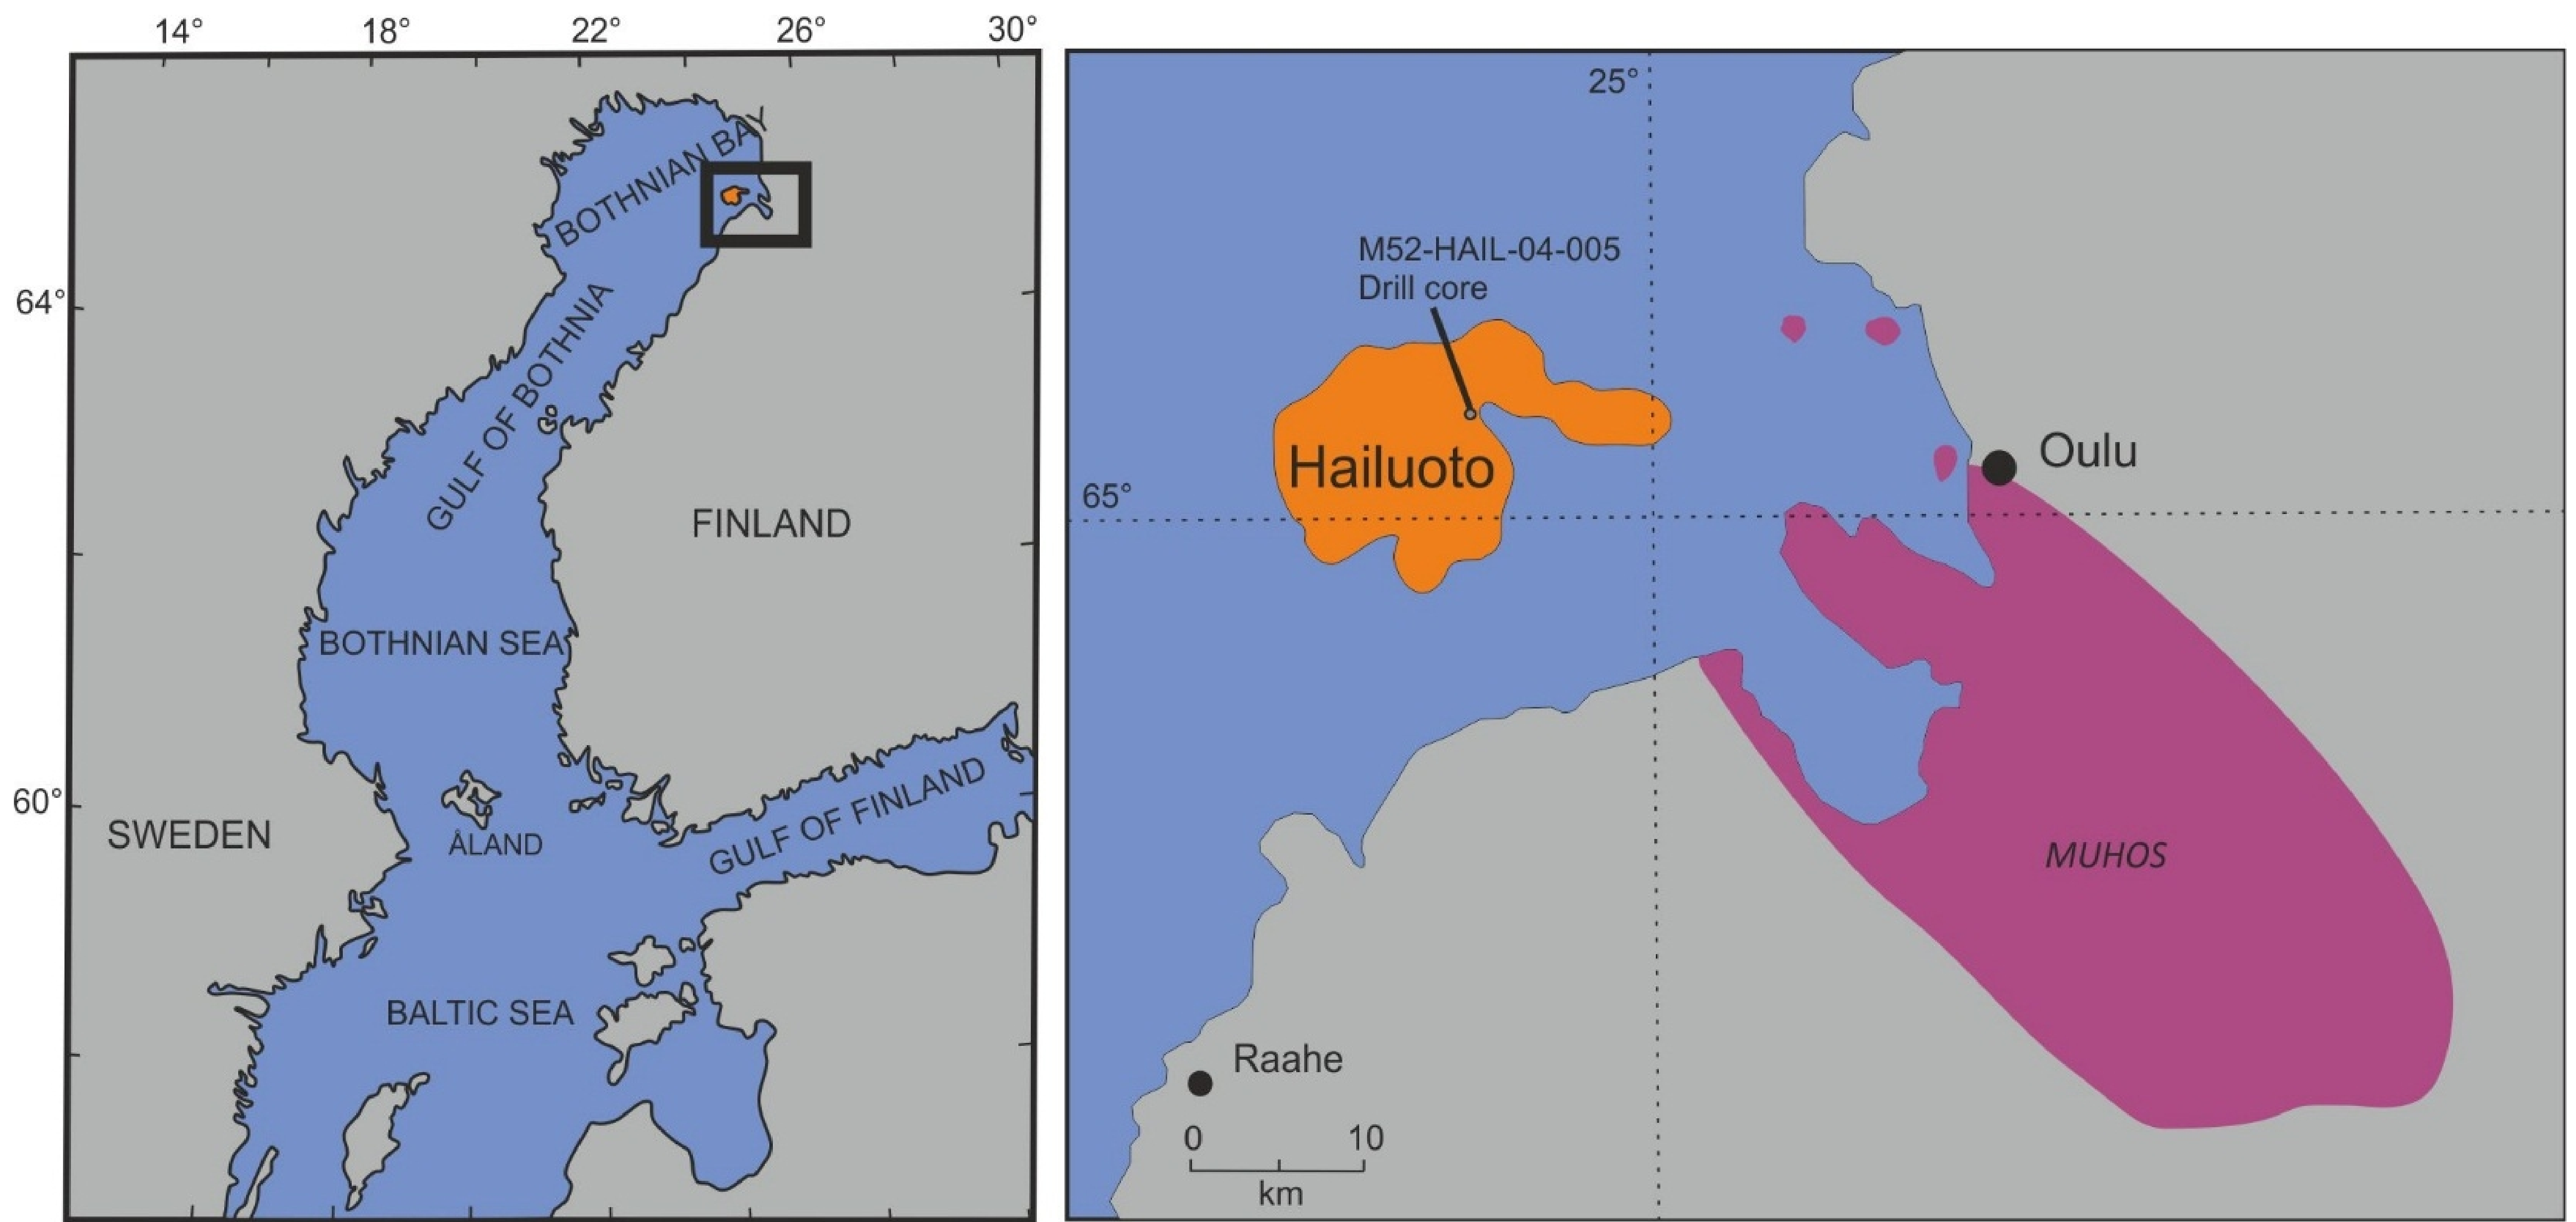 14° 18° 22° 26° 30°
BOTHNIAN BAY
64°
GULF OF BOTHNIA
FINLAND
BOTHNIAN SEA
60°
SWEDEN
ÅLAND
GULF OF FINLAND
BALTIC SEA
25°
M52-HAIL-04-005
Drill core
Hailuoto
65°
Oulu
MUHOS
Raahe
0 10
km